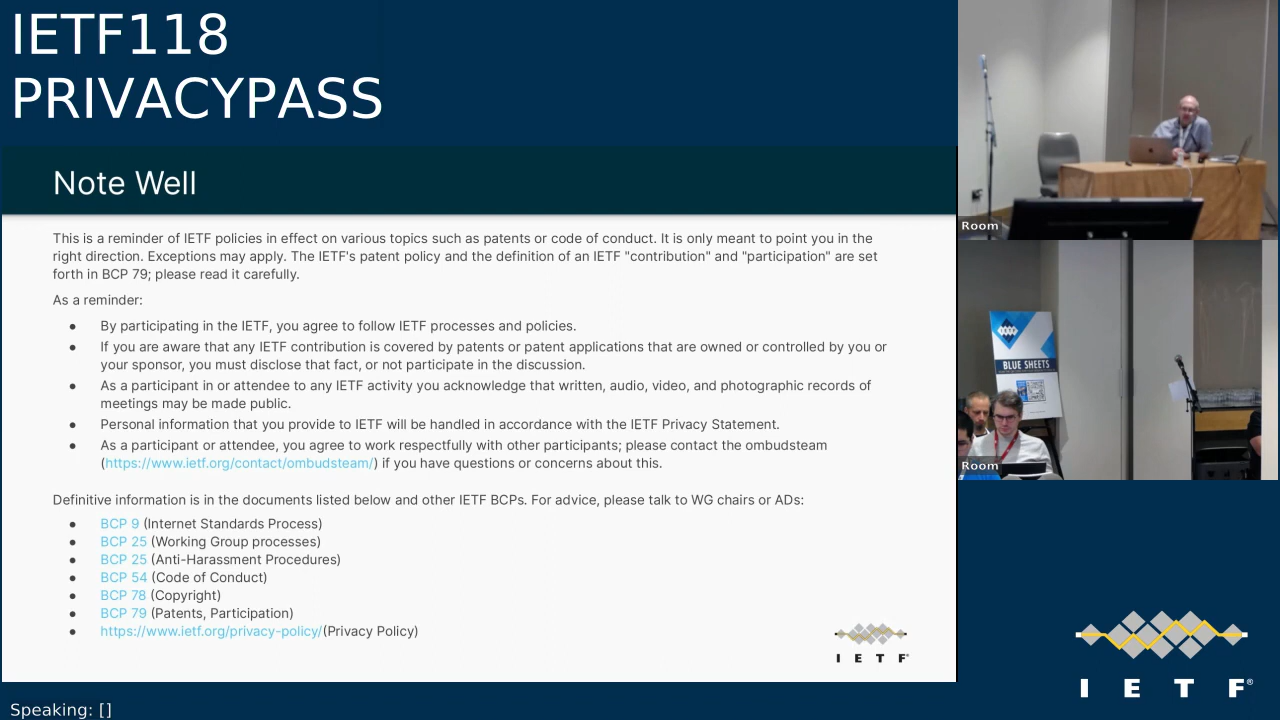 IETF118
PRIVACYPASS
Note Well
This is a reminder of IETF policies in effect on various topics such as patents or code of conduct. It is only meant to point you in the
right direction. Exceptions may apply. The IETF's patent policy and the definition of an IETF "contribution" and "participation" are set
forth in BCP 79; please read it carefully.
As a reminder:
● By participating in the IETF, you agree to follow IETF processes and policies.
● If you are aware that any IETF contribution is covered by patents or patent applications that are owned or controlled by you or
your sponsor, you must disclose that fact, or not participate in the discussion.
● As a participant in or attendee to any IETF activity you acknowledge that written, audio, video, and photographic records of
meetings may be made public.
● Personal information that you provide to IETF will be handled in accordance with the IETF Privacy Statement.
● As a participant or attendee, you agree to work respectfully with other participants; please contact the ombudsteam
(https://www.ietf.org/contact/ombudsteam/) if you have questions or concerns about this.
Definitive information is in the documents listed below and other IETF BCPs. For advice, please talk to WG chairs or ADs:
● BCP 9 (Internet Standards Process)
● BCP 25 (Working Group processes)
● BCP 25 (Anti-Harassment Procedures)
● BCP 54 (Code of Conduct)
● BCP 78 (Copyright)
● BCP 79 (Patents, Participation)
● https://www.ietf.org/privacy-policy/(Privacy Policy)
I E T F®
Speaking: []
Room
BLUE SHEETS
Room
I E T F®